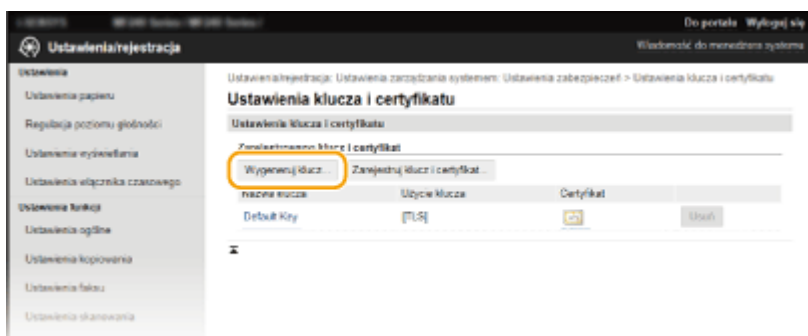 Do portalu Wyloguj się
Ustawienia/rejestracja
Wiadomość do menedżera systemu
Ustawienia
Ustawienia papieru
Regulacja poziomu głośności
Ustawienia wyświetlania
Ustawienia włącznika czasowego
Ustawienia funkcji
Ustawienia ogólne
Ustawienia kopiowania
Ustawienia faksu
Ustawienia skanowania
Ustawienia/rejestracja: Ustawienia zarządzania systemem: Ustawienia zabezpieczeń > Ustawienia klucza i certyfikatu
Ustawienia klucza i certyfikatu
Ustawienia klucza i certyfikatu
Zarejestrowano klucz i certyfikat
Wygeneruj klucz... Zarejestruj klucz i certyfikat...
Nazwa klucza Użycie klucza Certyfikat
Default Key [TLS] Usuń